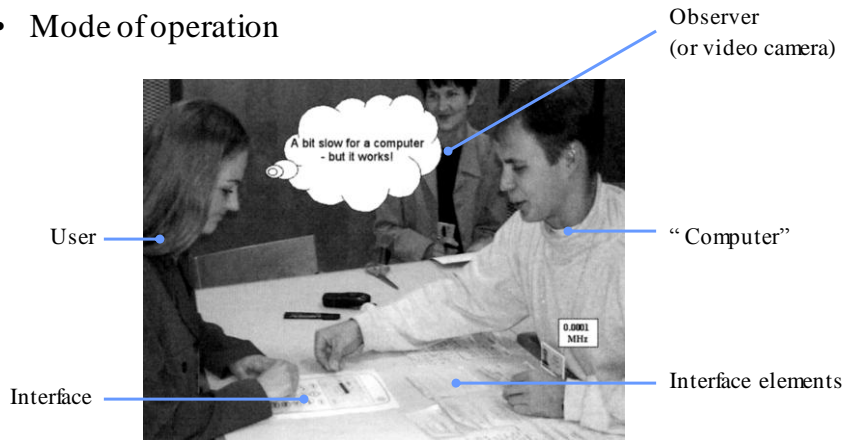 • Mode of operation
Observer
(or video camera)
A bit slow for a computer
- but it works!
User
“Computer”
0.0001
MHz
Interface
Interface elements